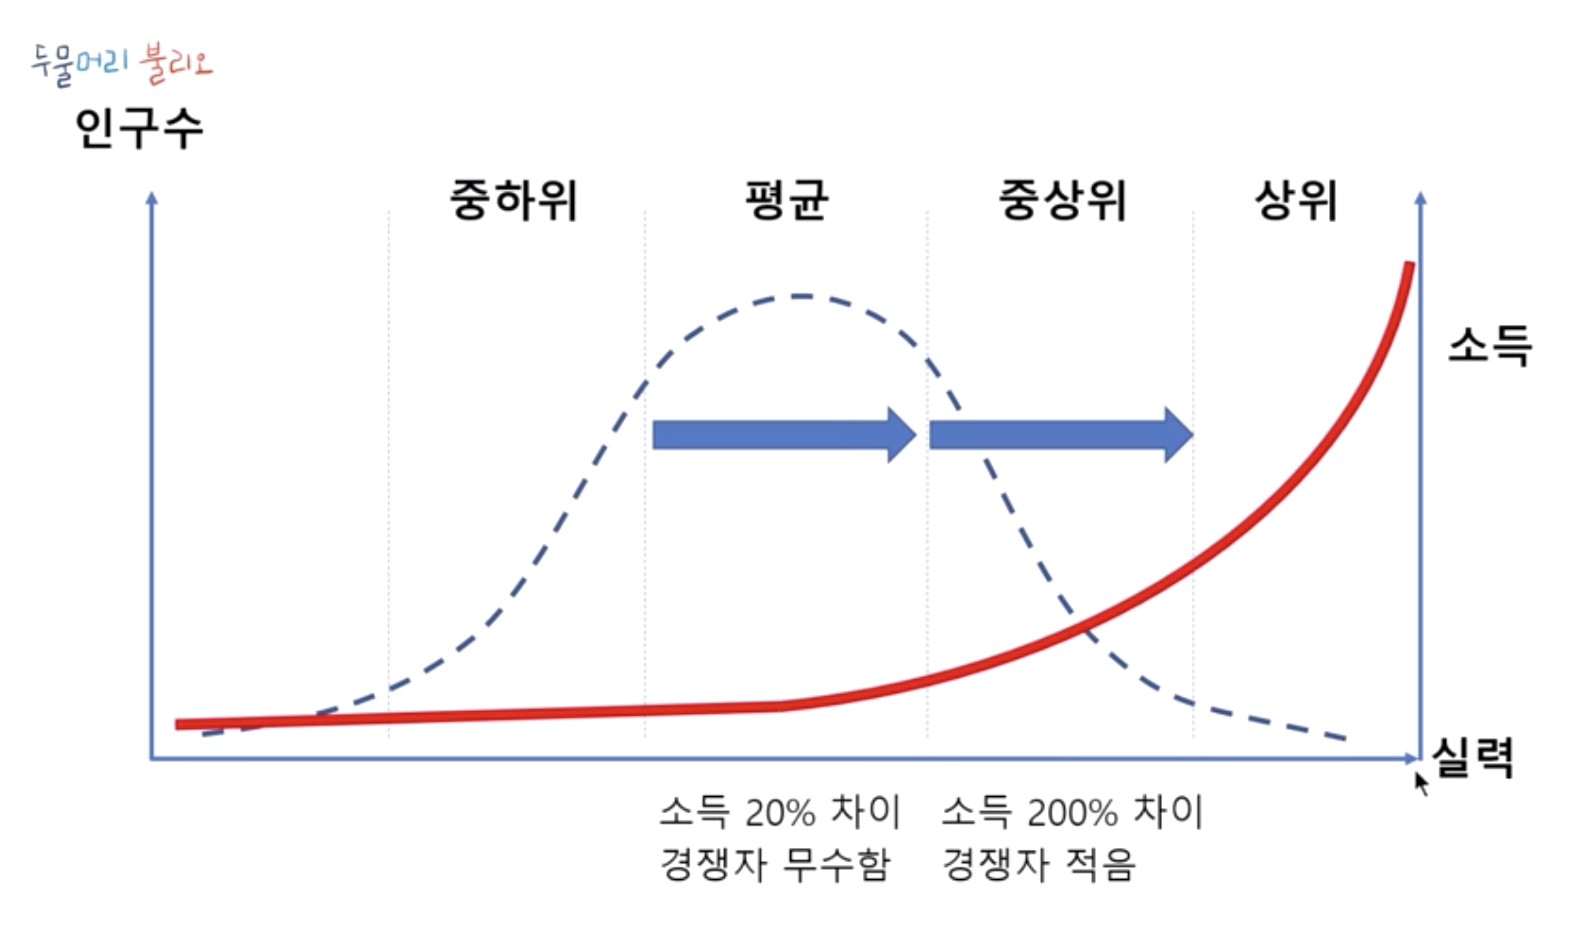 두물머리 불리오
인구수
중하위 평균 중상위 상위
소득
실력
소득 20% 차이 소득 200% 차이
경쟁자 무수함 경쟁자 적음